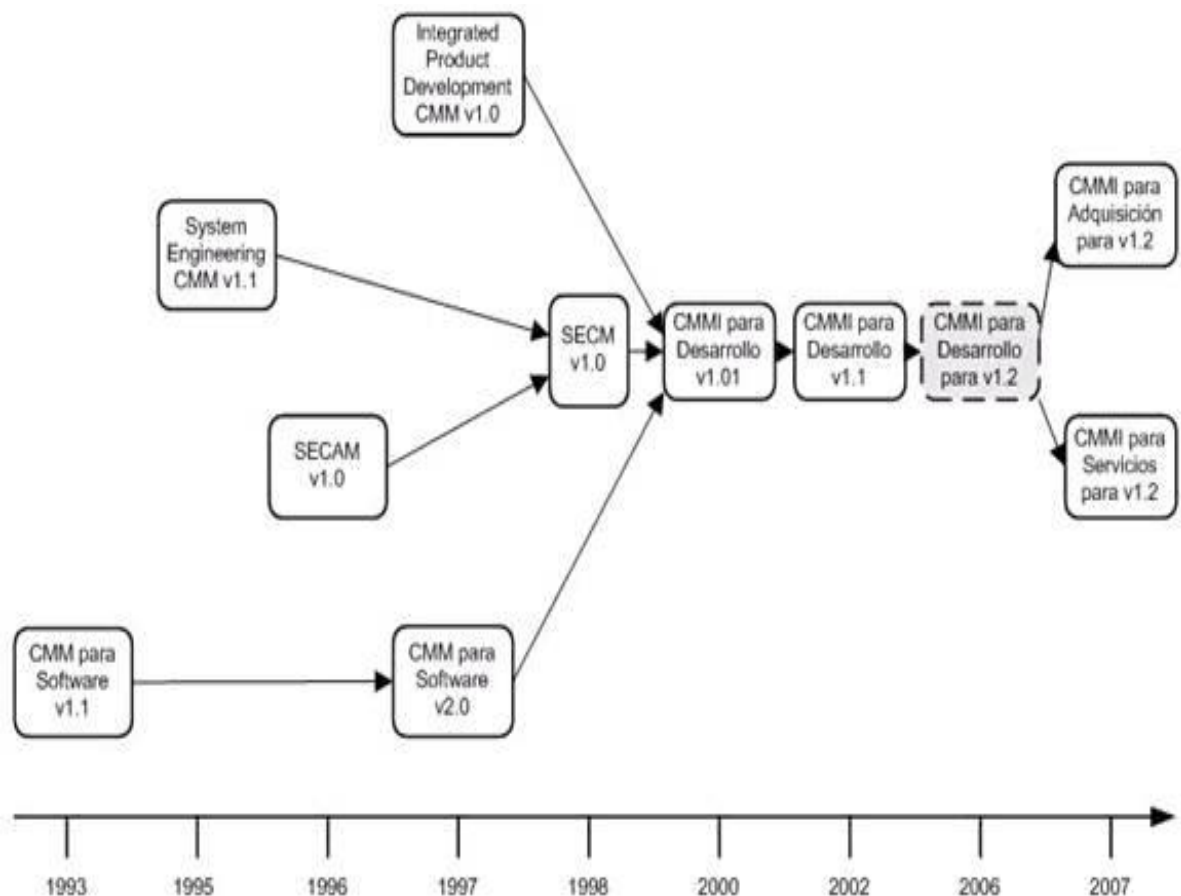 Integrated
Product
Development
CMM v1.0
System
Engineering
CMM v1.1
SECAM
v1.0
SECM
v1.0
CMM para
Software
v1.1
CMM para
Software
v2.0
CMMI para
Desarrollo
v1.01
CMMI para
Desarrollo
v1.1
CMMI para
Desarrollo
para v1.2
CMMI para
Adquisición
para v1.2
CMMI para
Servicios
para v1.2
1993
1995
1996
1997
1998
2000
2002
2006
2007